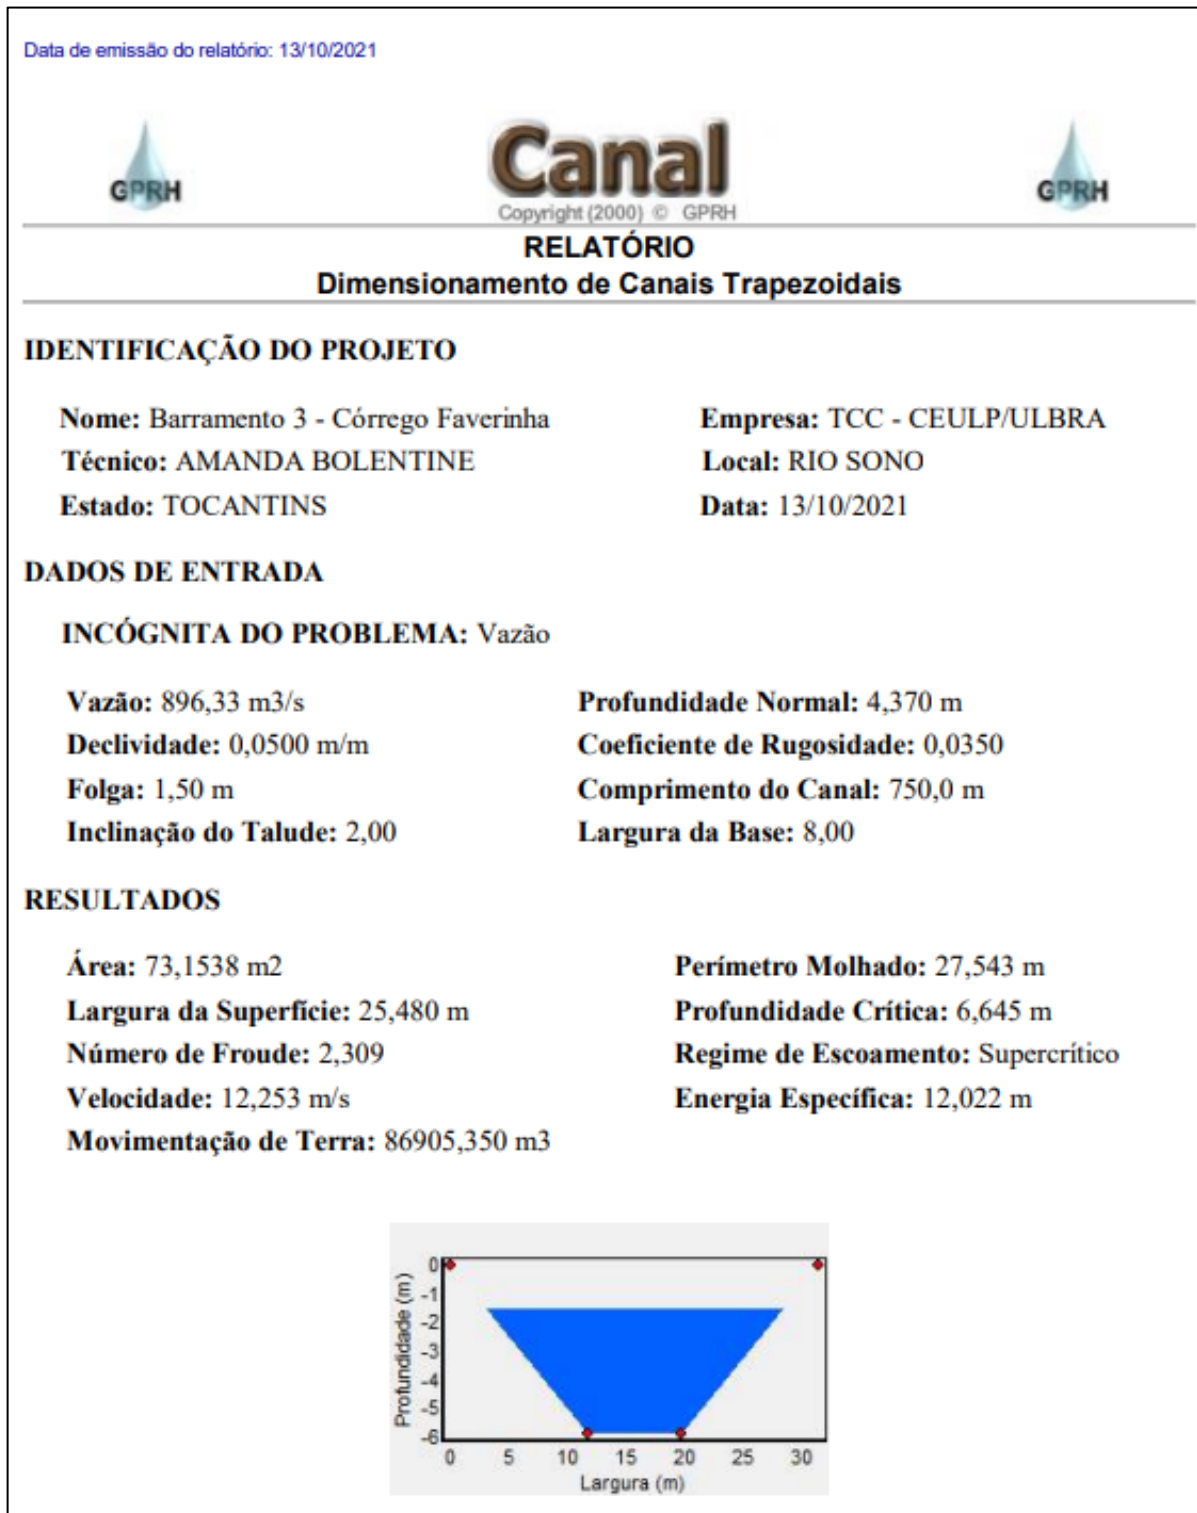 Data de emissão do relatório: 13/10/2021
GPRH
Canal
GPRH
Copyright (2000) © GPRH
RELATÓRIO
Dimensionamento de Canais Trapezoidais
IDENTIFICAÇÃO DO PROJETO
Nome: Barramento 3 - Córrego Faverinha Empresa: TCC - CEULP/ULBRA
Técnico: AMANDA BOLENTINE Local: RIO SONO
Estado: TOCANTINS Data: 13/10/2021
DADOS DE ENTRADA
INCÓGNITA DO PROBLEMA: Vazão
Vazão: 896,33 m3/s Profundidade Normal: 4,370 m
Declividade: 0,0500 m/m Coeficiente de Rugosidade: 0,0350
Folga: 1,50 m Comprimento do Canal: 750,0 m
Inclinação do Talude: 2,00 Largura da Base: 8,00
RESULTADOS
Área: 73,1538 m2 Perímetro Molhado: 27,543 m
Largura da Superfície: 25,480 m Profundidade Crítica: 6,645 m
Número de Froude: 2,309 Regime de Escoamento: Supercrítico
Velocidade: 12,253 m/s Energia Específica: 12,022 m
Movimentação de Terra: 86905,350 m3
Profundidade (m)
0
-1
-2
-3
-4
-5
-6
0 5 10 15 20 25 30
Largura (m)